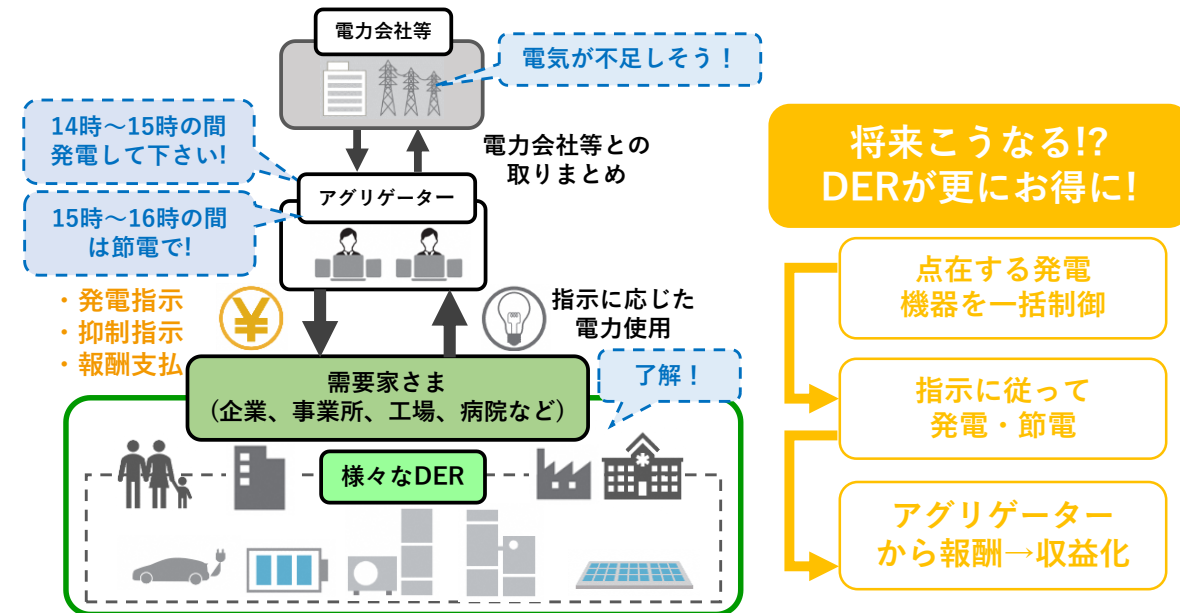 電力会社等
電気が不足しそう！
14時～15時の間
発電して下さい!
電力会社等との
取りまとめ
アグリゲーター
15時～16時の間
は節電で!
・発電指示
・抑制指示
・報酬支払
¥
指示に応じた
電力使用
了解！
需要家さま
（企業、事業所、工場、病院など）
様々なDER
将来こうなる!?
DERが更にお得に!
点在する発電
機器を一括制御
指示に従って
発電・節電
アグリゲーター
から報酬→収益化